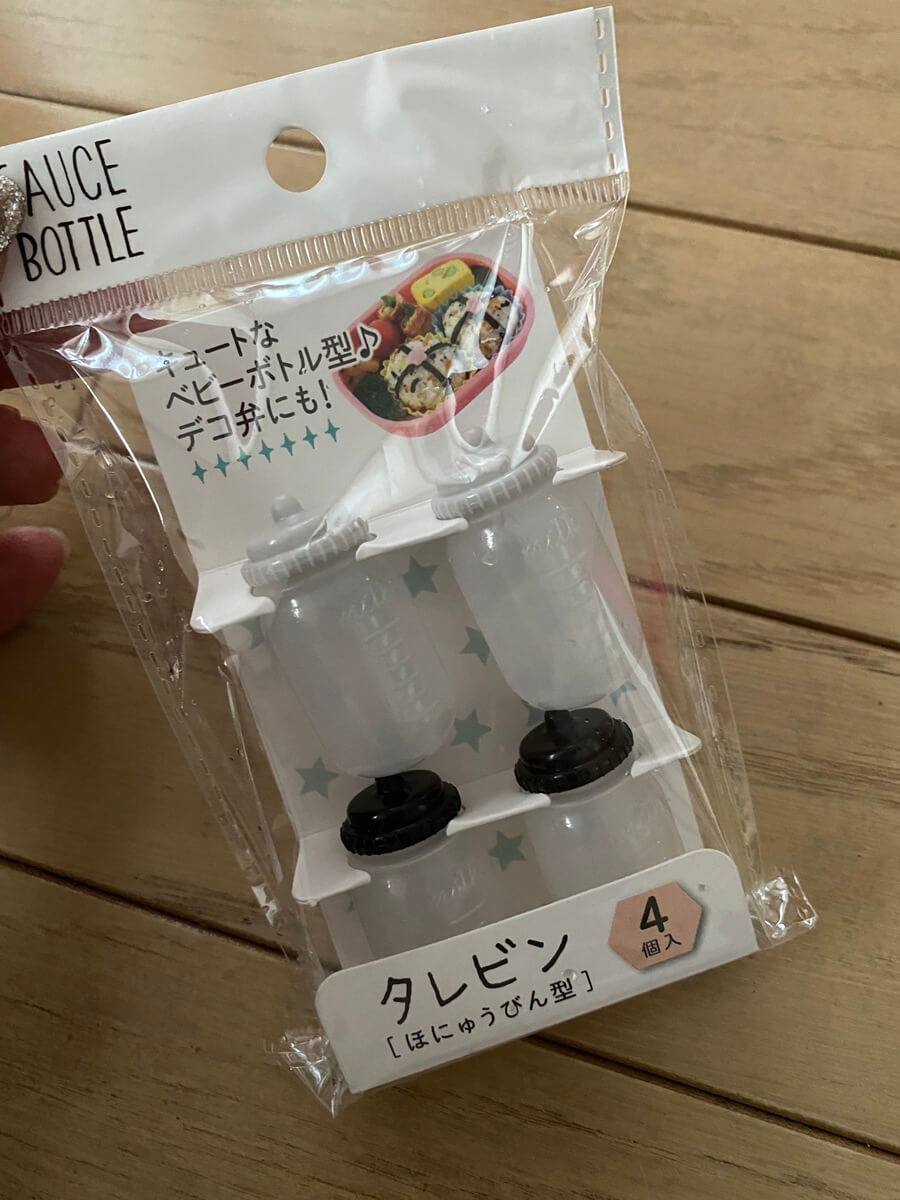 SAUCE
BOTTLE
キュートな
ベビーボトル型♪
デコ弁にも!
4
個入
タレビン
[ほにゅうびん型]